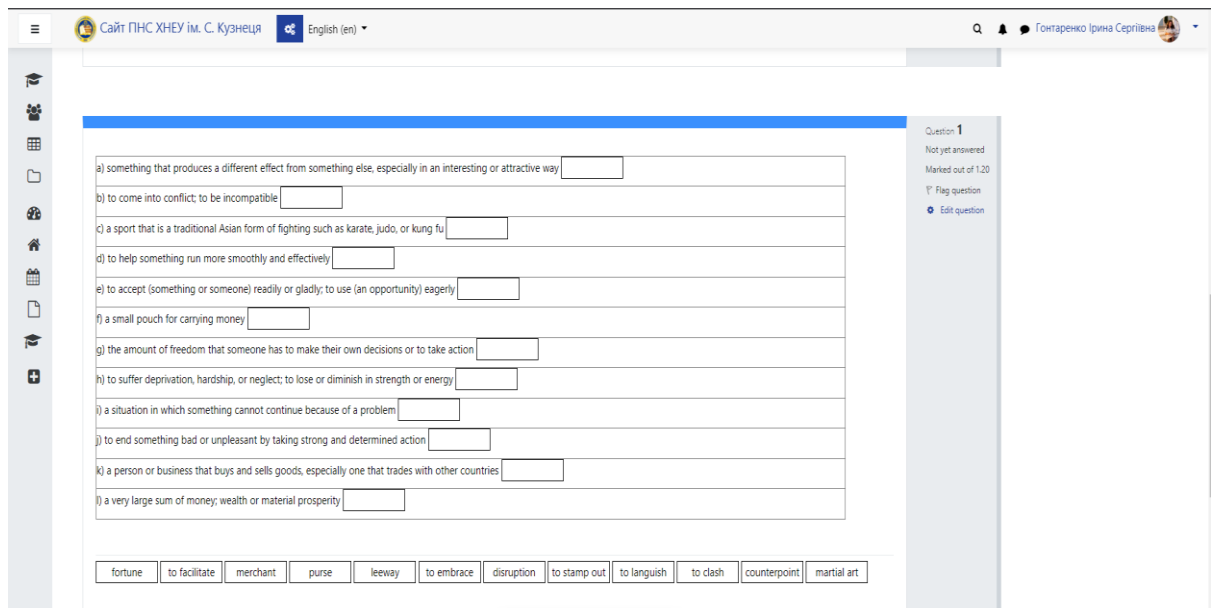 Сайт ПНС ХНЕУ ім. С. Кузнеця English (en) Гонтаренко Ірина Сергіївна
Question 1
Not yet answered
Marked out of 1.20
Flag question
Edit question
a) something that produces a different effect from something else, especially in an interesting or attractive way
b) to come into conflict; to be incompatible
c) a sport that is a traditional Asian form of fighting such as karate, judo, or kung fu
d) to help something run more smoothly and effectively
e) to accept (something or someone) readily or gladly; to use (an opportunity) eagerly
f) a small pouch for carrying money
g) the amount of freedom that someone has to make their own decisions or to take action
h) to suffer deprivation, hardship, or neglect; to lose or diminish in strength or energy
i) a situation in which something cannot continue because of a problem
j) to end something bad or unpleasant by taking strong and determined action
k) a person or business that buys and sells goods, especially one that trades with other countries
l) a very large sum of money; wealth or material prosperity
fortune to facilitate merchant purse leeway to embrace disruption to stamp out to languish to clash counterpoint martial art